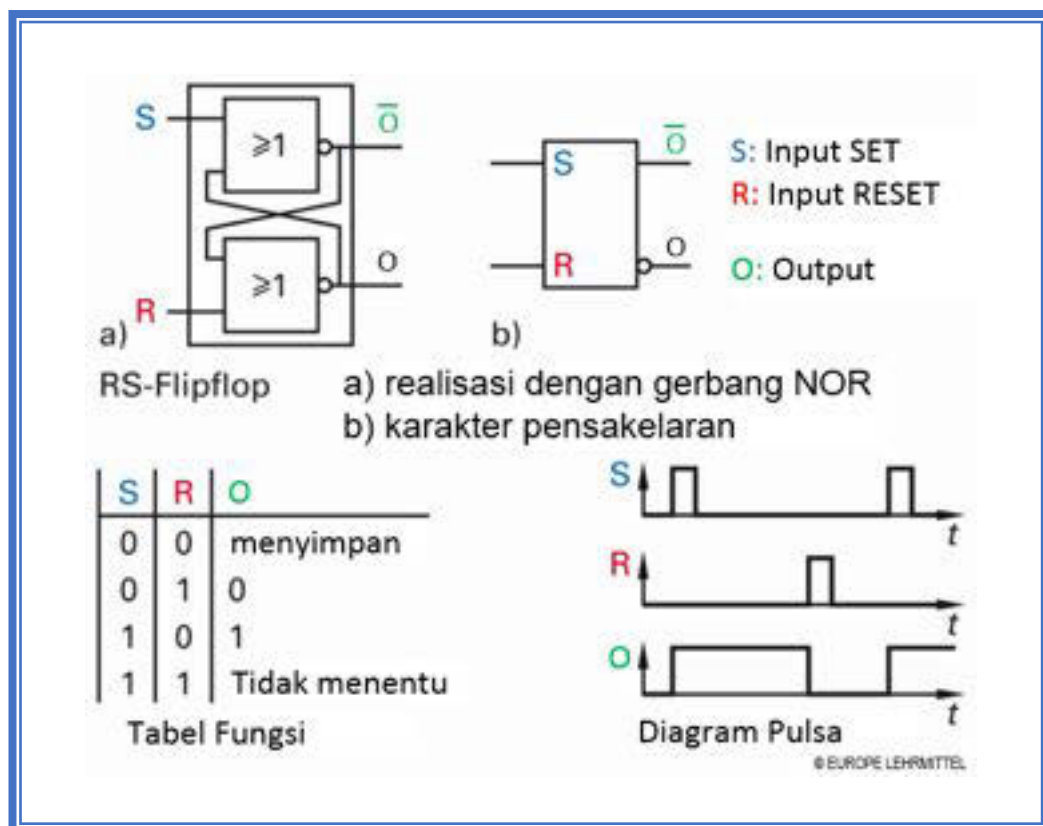 S
≥1
O̅
≥1
O
R
a)
S
O̅
R
O
b)
S: Input SET
R: Input RESET
O: Output
RS-Flipflop
a) realisasi dengan gerbang NOR
b) karakter pensakelaran
S R O
0 0 menyimpan
0 1 0
1 0 1
1 1 Tidak menentu
Tabel Fungsi
S
t
R
t
O
t
Diagram Pulsa
© EUROPE LEHRMITTEL